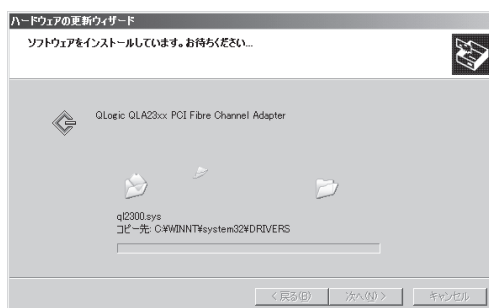 ハードウェアの更新ウィザード
ソフトウェアをインストールしています。お待ちください...
QLogic QLA23xx PCI Fibre Channel Adapter
ql2300.sys
コピー先: C:¥WINNT¥system32¥DRIVERS
< 戻る(B)
次へ(N) >
キャンセル